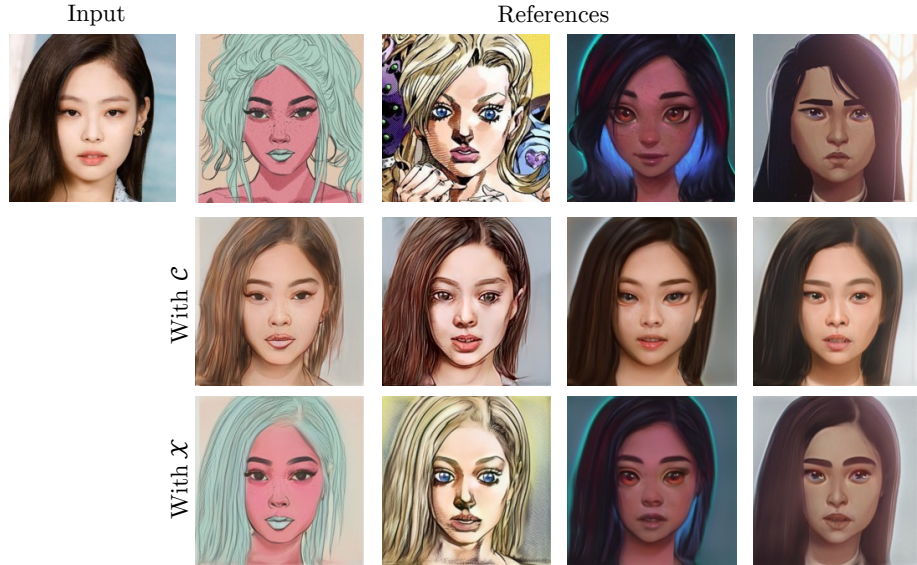 Input
References
With 𝒞
With 𝒳